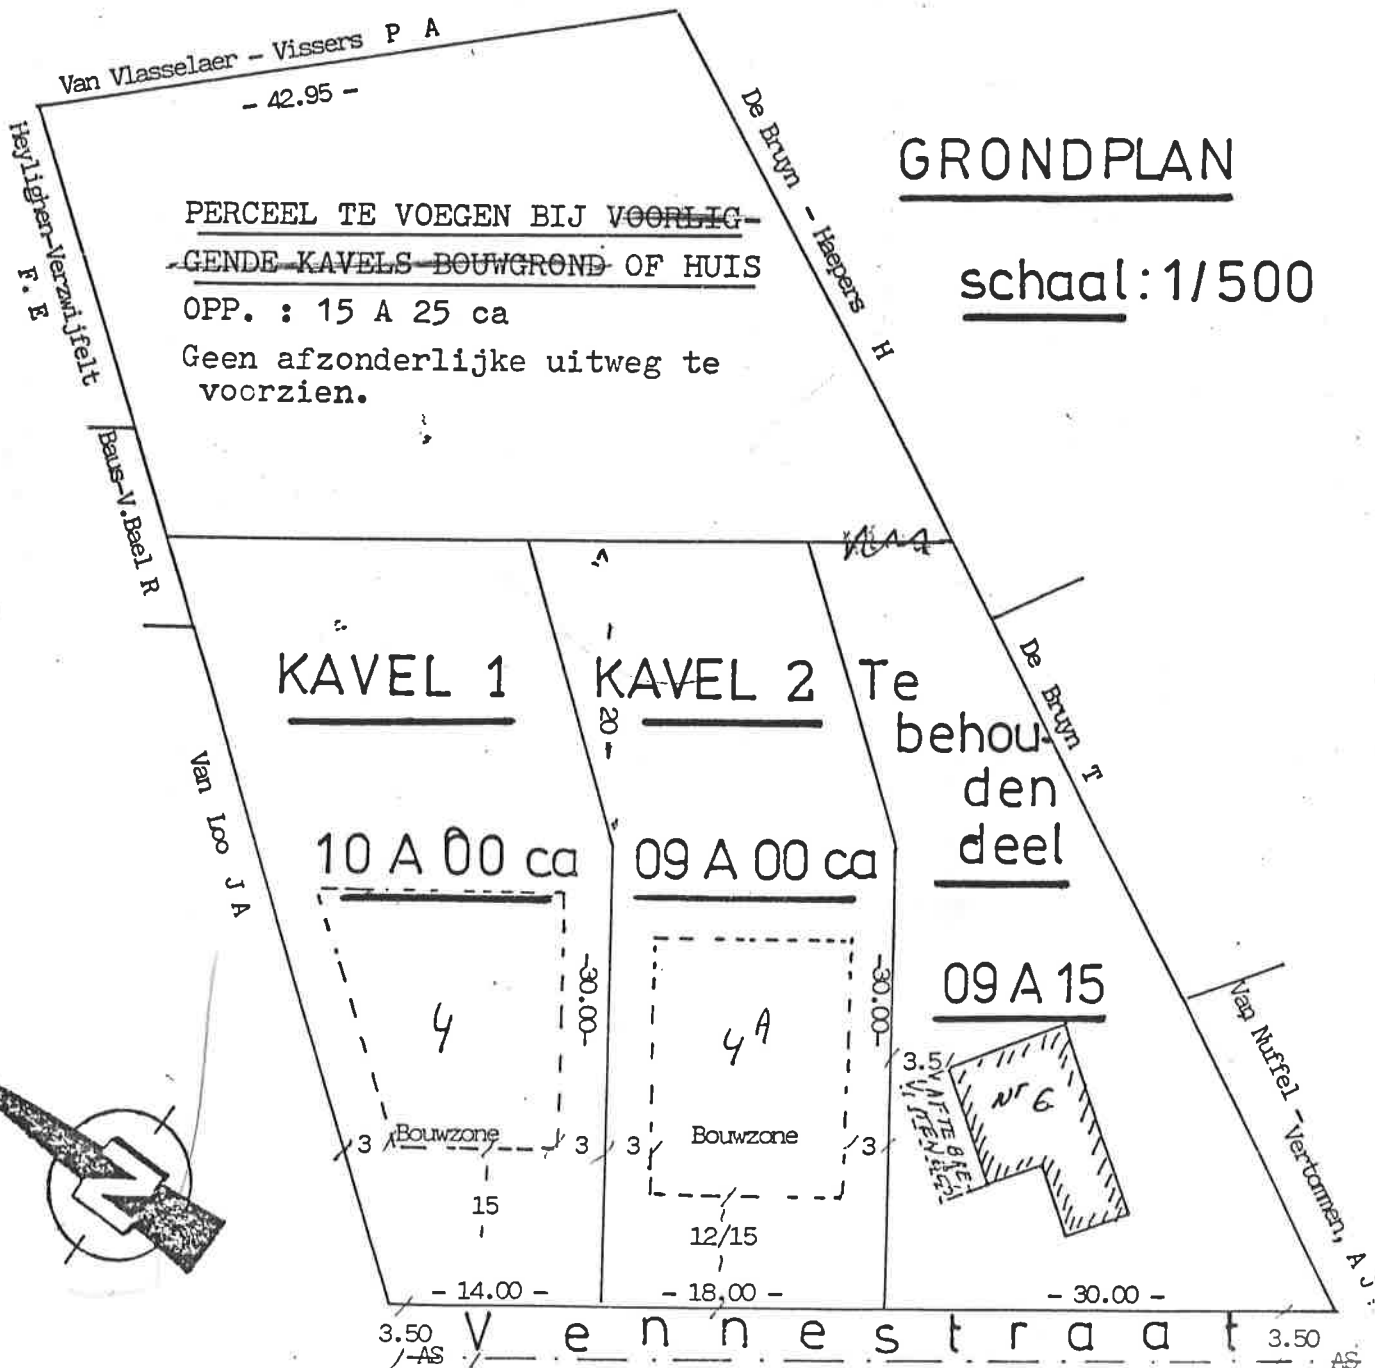 Van Vlasselaer - Vissers P A
- 42.95 -
Heylighen-Verzwijfelt
F. E
De Bruyn - Haepers H
GRONDPLAN
schaal: 1/500
PERCEEL TE VOEGEN BIJ VOORLIG-
GENDE KAVELS BOUWGROND OF HUIS
OPP. : 15 A 25 ca
Geen afzonderlijke uitweg te
voorzien.
Baus-V.Bael R
Van Loo J A
De Bruyn T
Van Nuffel - Vertommen, A J.
KAVEL 1
10 A 00 ca
4
Bouwzone
3
3
15
-30.00-
- 14.00 -
KAVEL 2
20
09 A 00 ca
4A
Bouwzone
3
3
12/15
-30.00-
- 18.00 -
Te
behou-
den
deel
09 A 15
3.5
AF TE BRE-
Nr 6
- 30.00 -
N
3.50
Vennestraat
3.50
AS
AS